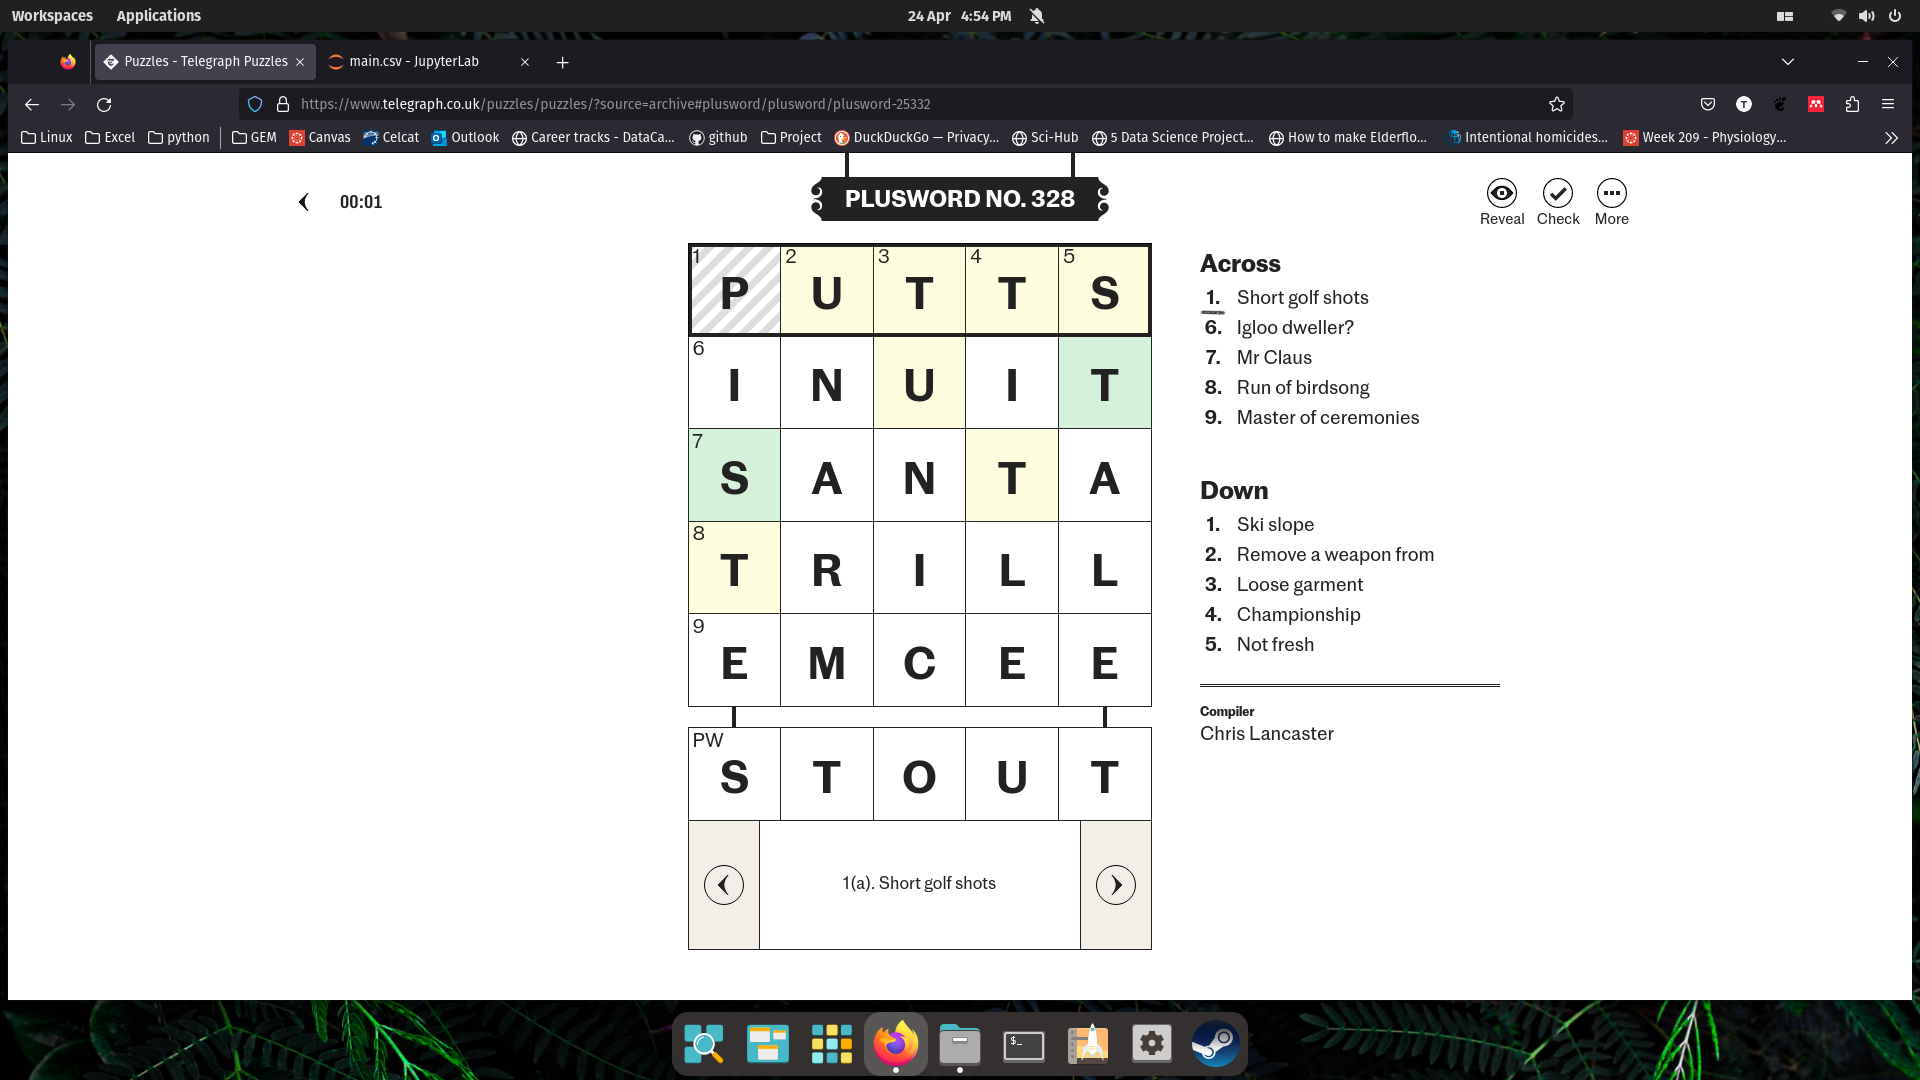 Workspaces Applications 24 Apr 4:54 PM
Puzzles - Telegraph Puzzles main.csv - JupyterLab
https://www.telegraph.co.uk/puzzles/puzzles/?source=archive#plusword/plusword/plusword-25332
Linux Excel python GEM Canvas Celcat Outlook Career tracks - DataCa... github Project DuckDuckGo — Privacy... Sci-Hub 5 Data Science Project... How to make Elderflo... Intentional homicides... Week 209 - Physiology...
00:01
PLUSWORD NO. 328
Reveal Check More
1 P 2 U 3 T 4 T 5 S
6 I N U I T
7 S A N T A
8 T R I L L
9 E M C E E
PW S T O U T
1(a). Short golf shots
Across
1. Short golf shots
6. Igloo dweller?
7. Mr Claus
8. Run of birdsong
9. Master of ceremonies
Down
1. Ski slope
2. Remove a weapon from
3. Loose garment
4. Championship
5. Not fresh
Compiler
Chris Lancaster